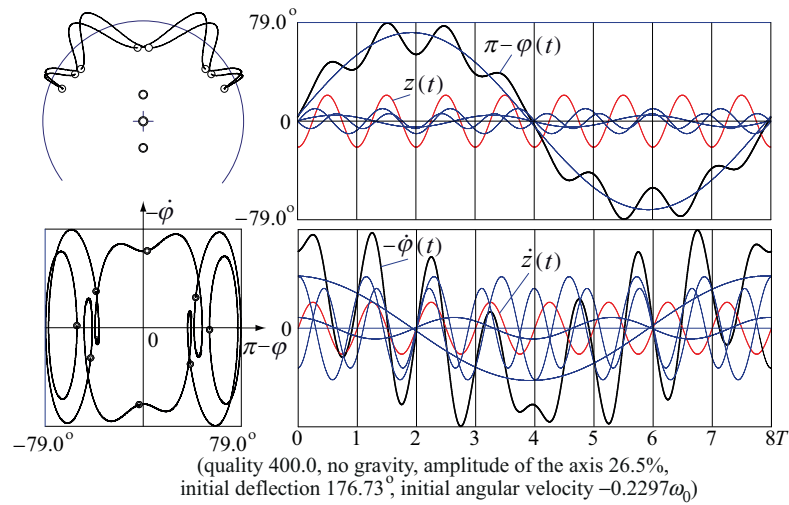 79.0°
π−φ(t)
z(t)
0
−79.0°
−φ̇
0
π−φ
−79.0° 79.0°
−φ̇(t)
ż(t)
0
0 1 2 3 4 5 6 7 8T
(quality 400.0, no gravity, amplitude of the axis 26.5%,
initial deflection 176.73°, initial angular velocity −0.2297ω₀)